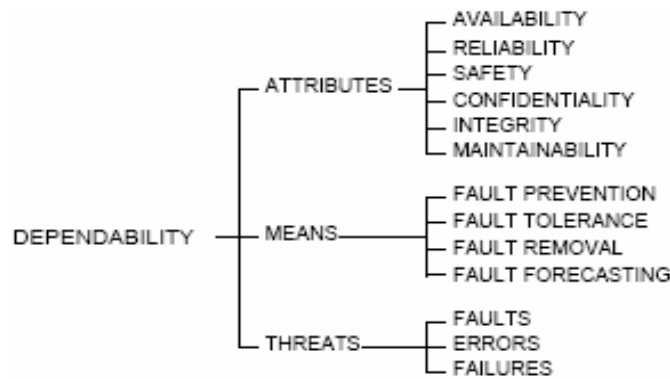 DEPENDABILITY
ATTRIBUTES
AVAILABILITY
RELIABILITY
SAFETY
CONFIDENTIALITY
INTEGRITY
MAINTAINABILITY
MEANS
FAULT PREVENTION
FAULT TOLERANCE
FAULT REMOVAL
FAULT FORECASTING
THREATS
FAULTS
ERRORS
FAILURES